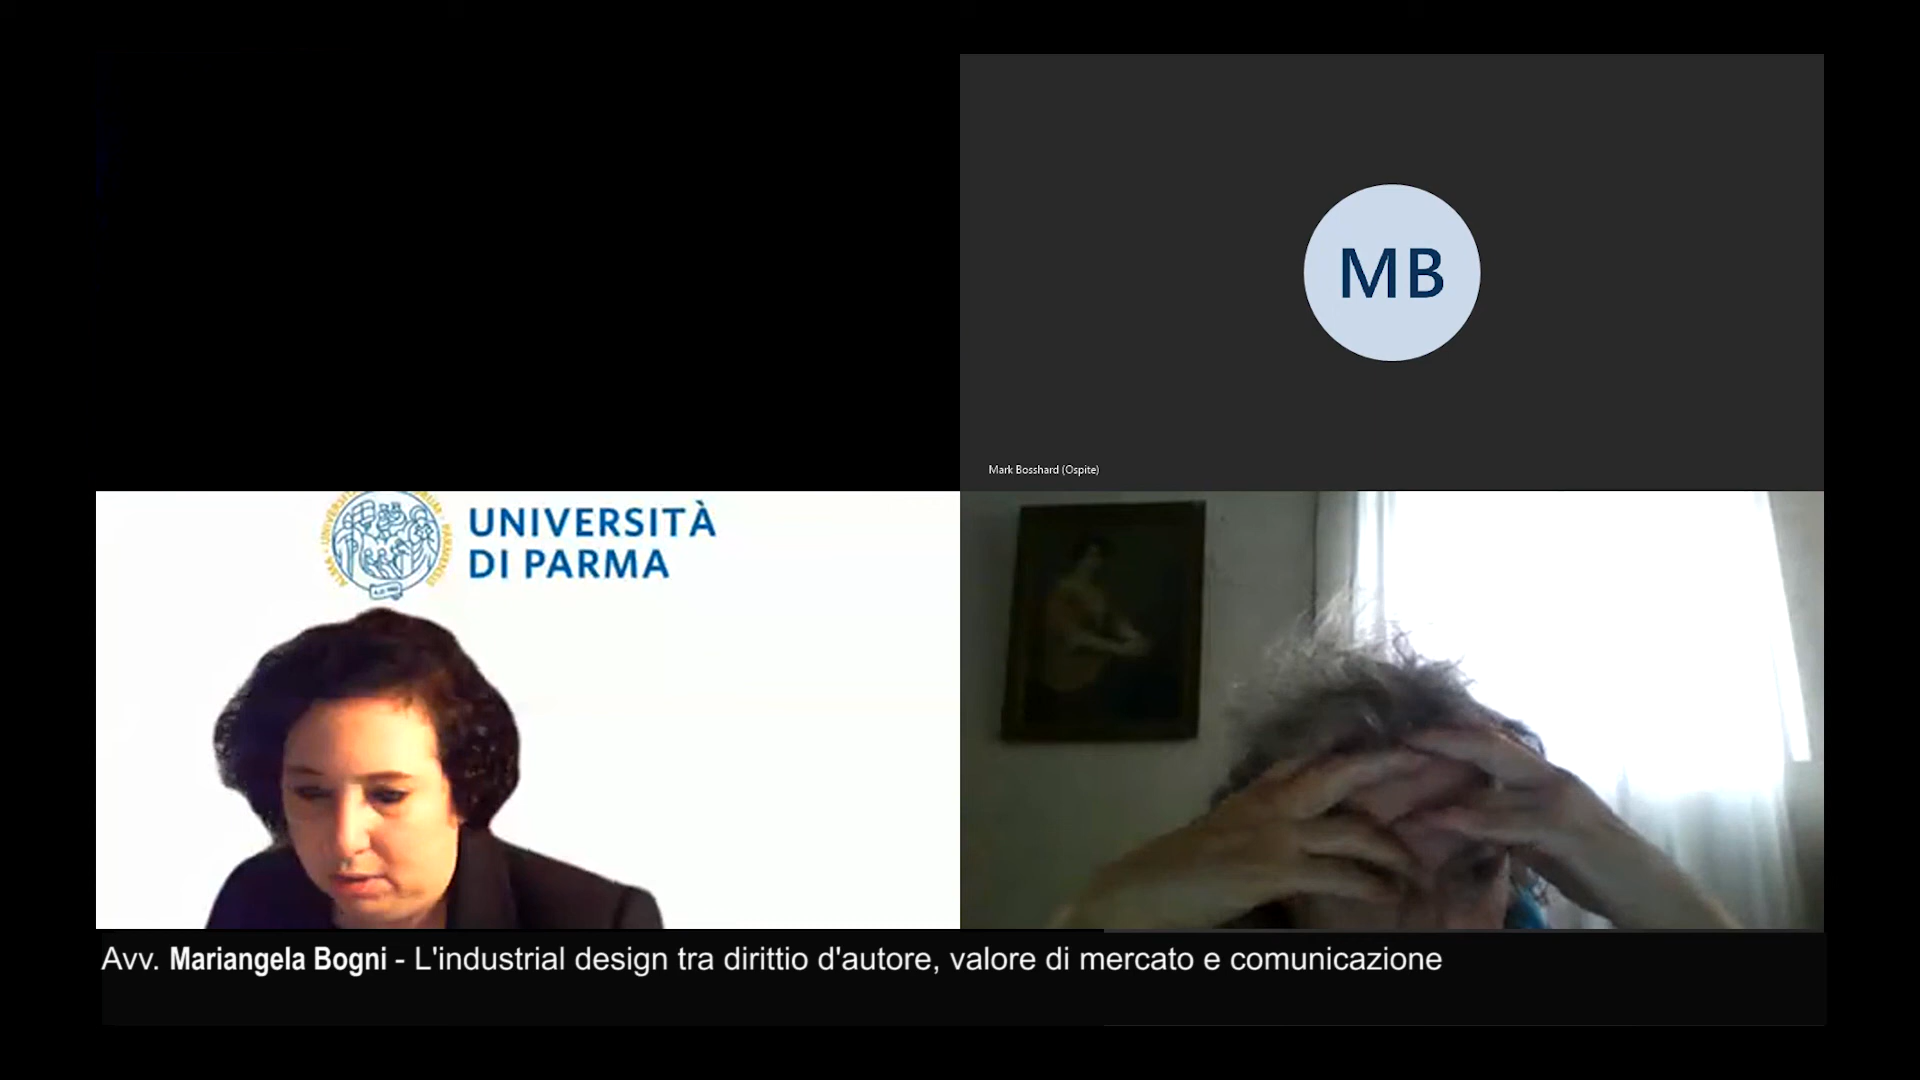 MB
Mark Bosshard (Ospite)
UNIVERSITÀ
DI PARMA
Avv. Mariangela Bogni - L'industrial design tra dirittio d'autore, valore di mercato e comunicazione